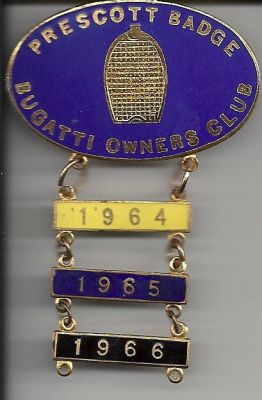 PRESCOTT BADGE
BUGATTI OWNERS CLUB
1964
1965
1966